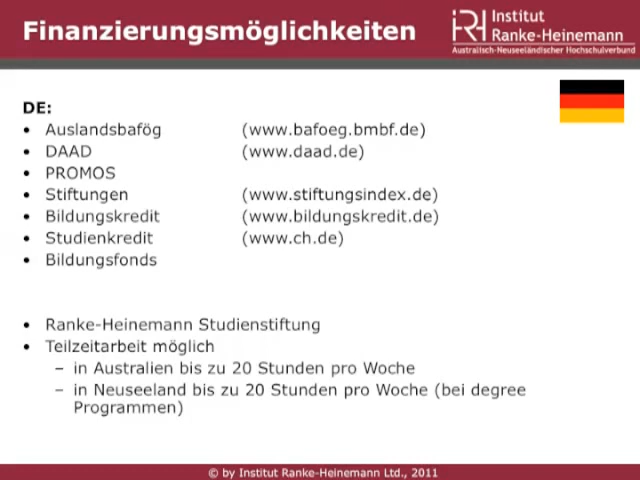 Finanzierungsmöglichkeiten
iRH Institut
Ranke-Heinemann
Australisch-Neuseeländischer Hochschulverbund
DE:
• Auslandsbafög (www.bafoeg.bmbf.de)
• DAAD (www.daad.de)
• PROMOS
• Stiftungen (www.stiftungsindex.de)
• Bildungskredit (www.bildungskredit.de)
• Studienkredit (www.ch.de)
• Bildungsfonds
• Ranke-Heinemann Studienstiftung
• Teilzeitarbeit möglich
– in Australien bis zu 20 Stunden pro Woche
– in Neuseeland bis zu 20 Stunden pro Woche (bei degree
Programmen)
© by Institut Ranke-Heinemann Ltd., 2011